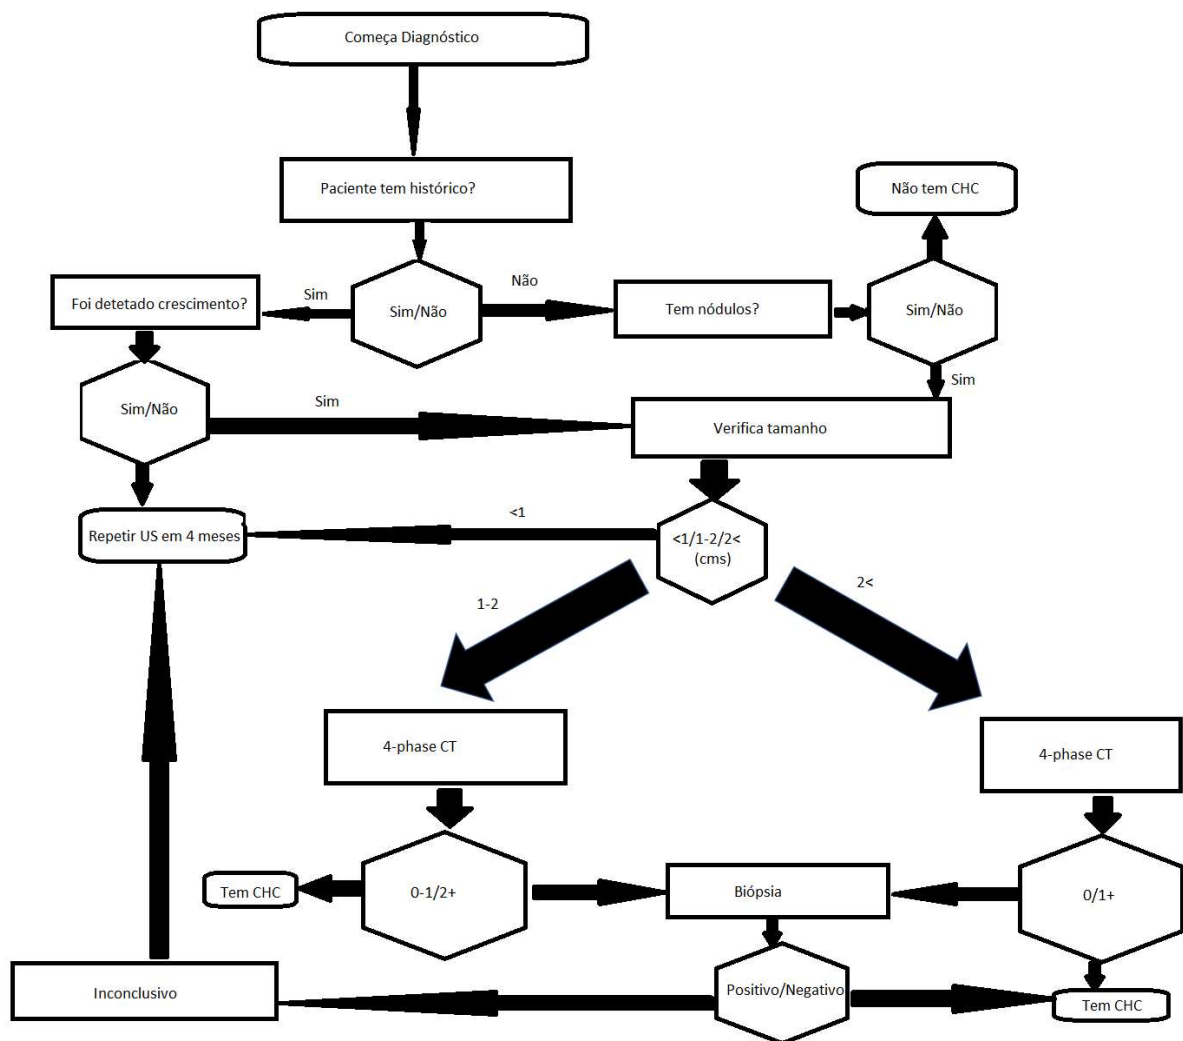 Começa Diagnóstico
Paciente tem histórico?
Não tem CHC
Foi detetado crescimento?
Sim
Sim/Não
Não
Tem nódulos?
Sim/Não
Sim
Sim/Não
Sim
Verifica tamanho
Repetir US em 4 meses
<1
<1/1-2/2<
(cms)
1-2
2<
4-phase CT
4-phase CT
Tem CHC
0-1/2+
Biópsia
0/1+
Inconclusivo
Positivo/Negativo
Tem CHC